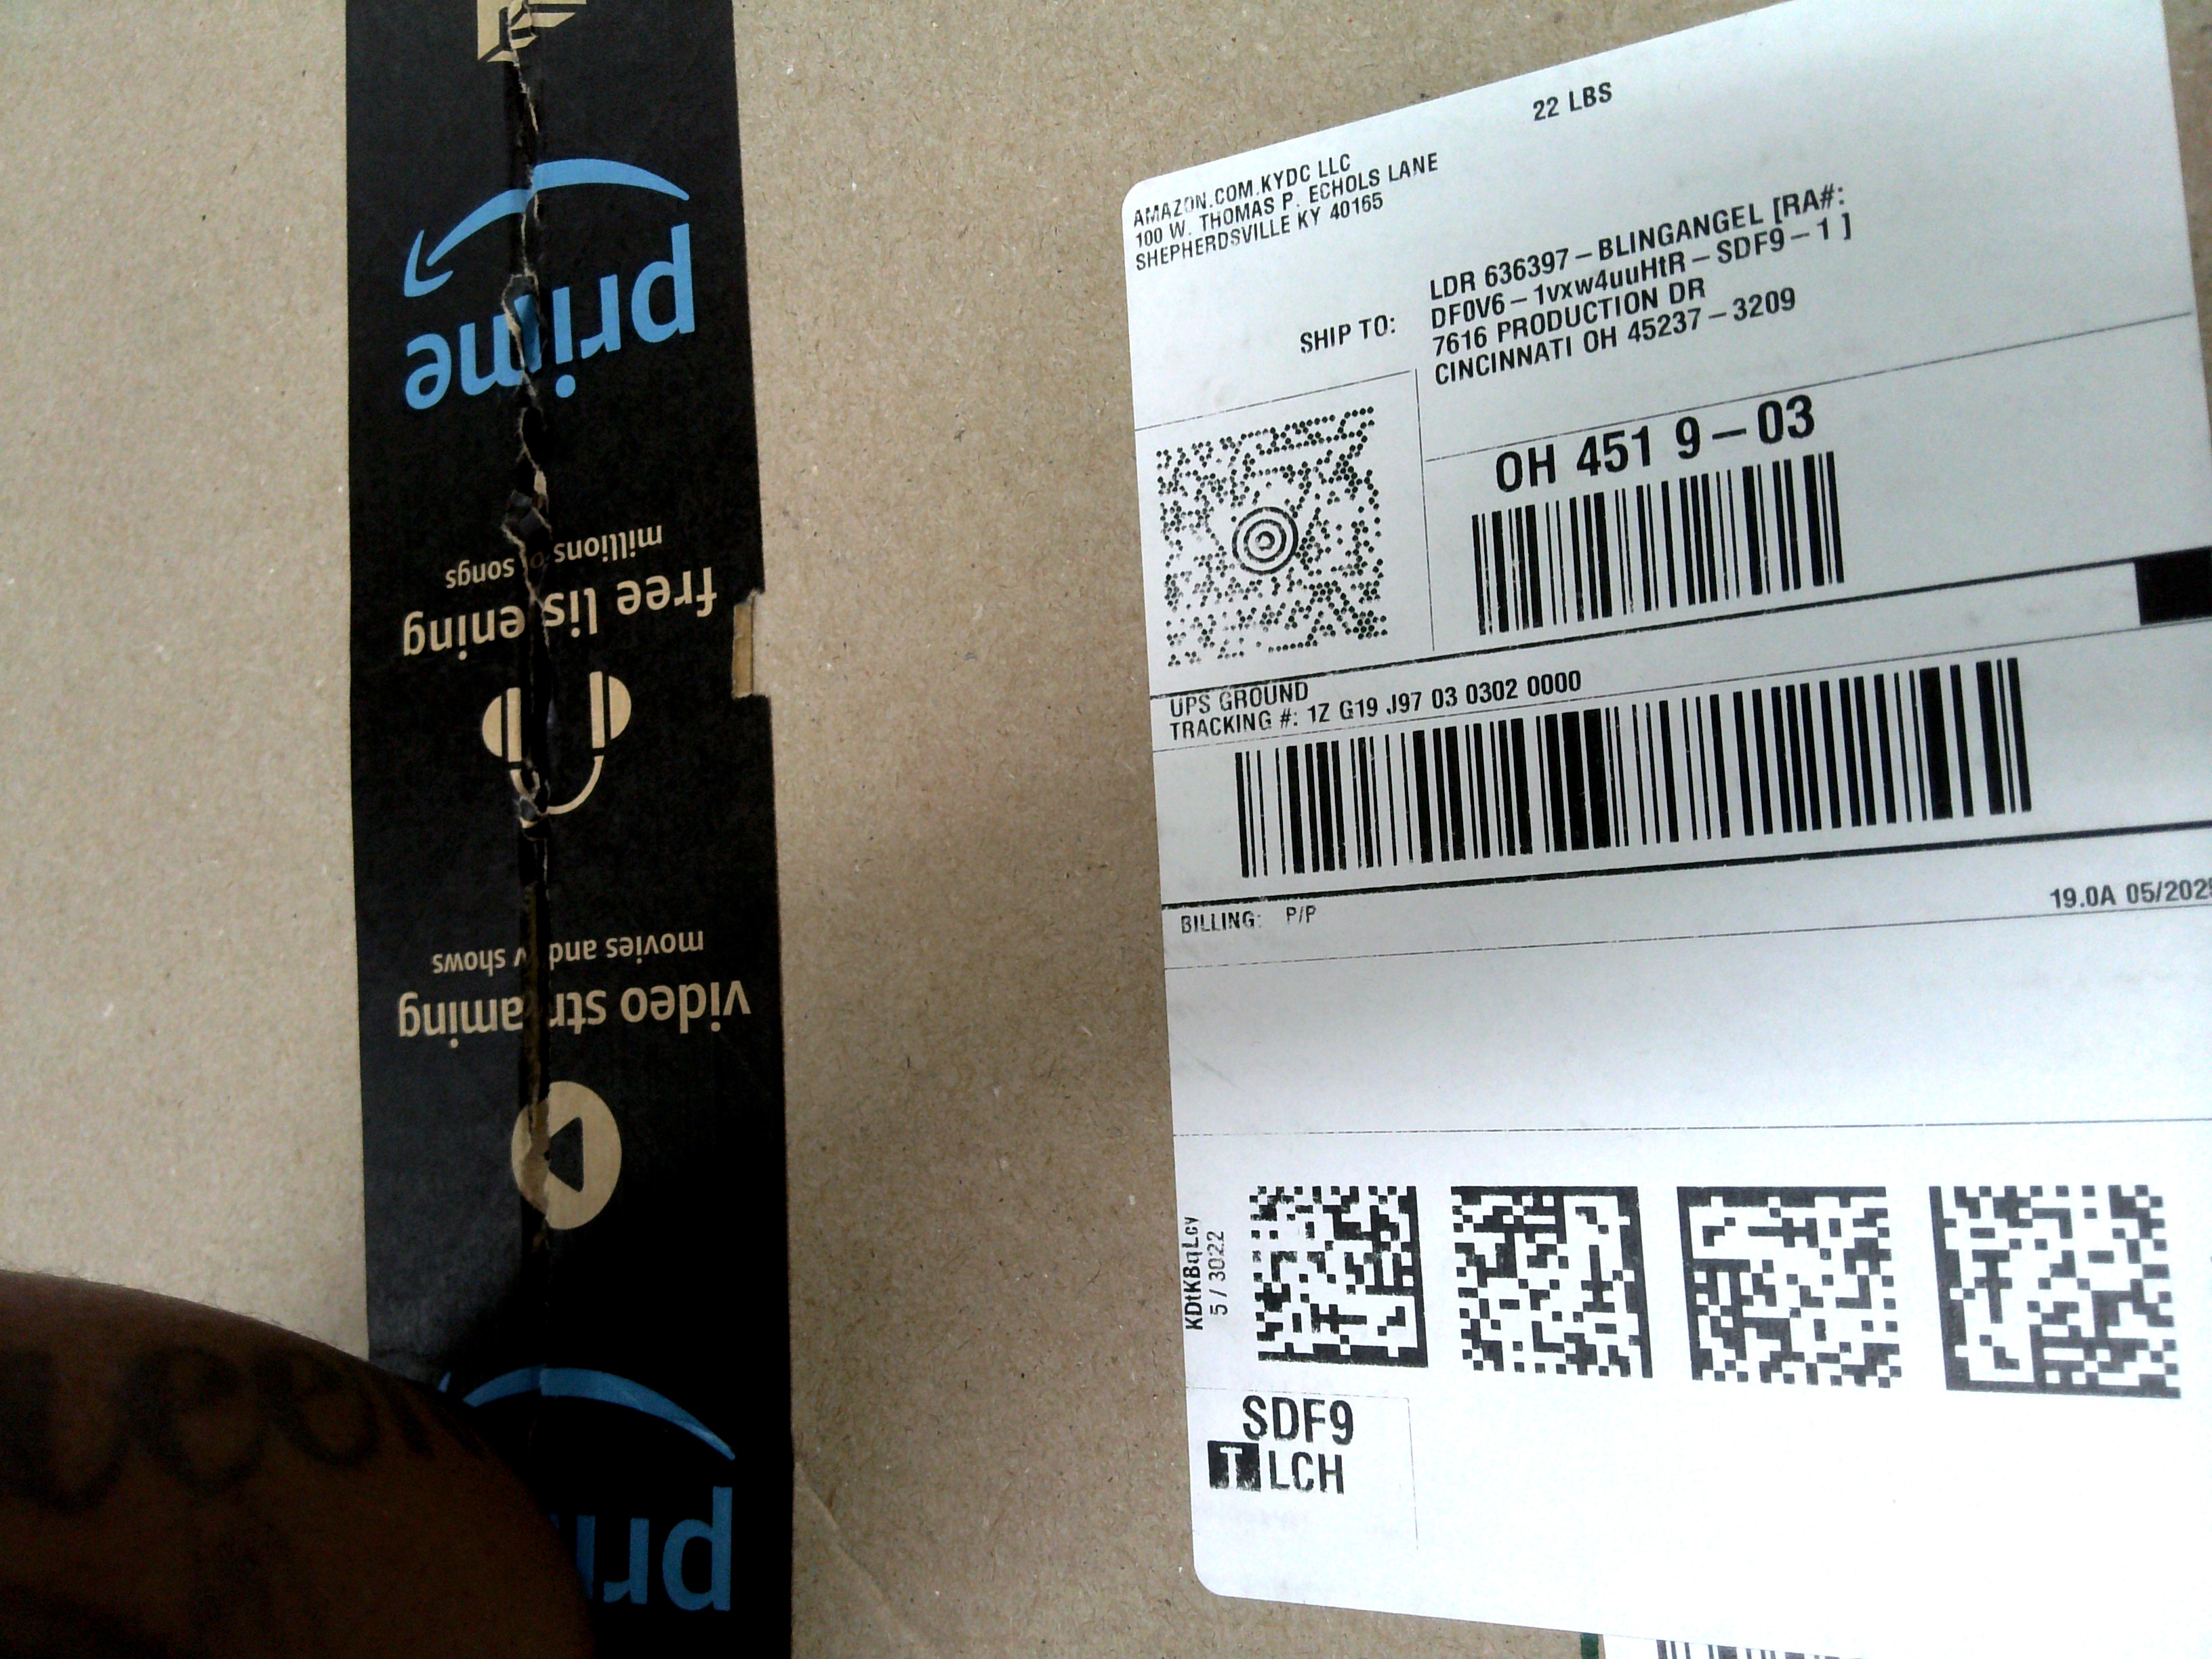 prime
free lis ening
millions o songs
video str aming
movies and v shows
pri
22 LBS
AMAZON.COM.KYDC LLC
100 W. THOMAS P. ECHOLS LANE
SHEPHERDSVILLE KY 40165
SHIP TO:
LDR 636397 - BLINGANGEL [RA#:
DF0V6 - 1vxw4uuHtR - SDF9 - 1 ]
7616 PRODUCTION DR
CINCINNATI OH 45237 - 3209
OH 451 9 - 03
UPS GROUND
TRACKING #: 1Z G19 J97 03 0302 0000
BILLING: P/P
19.0A 05/202
KDtKBqLcv
5 / 3022
SDF9
T LCH